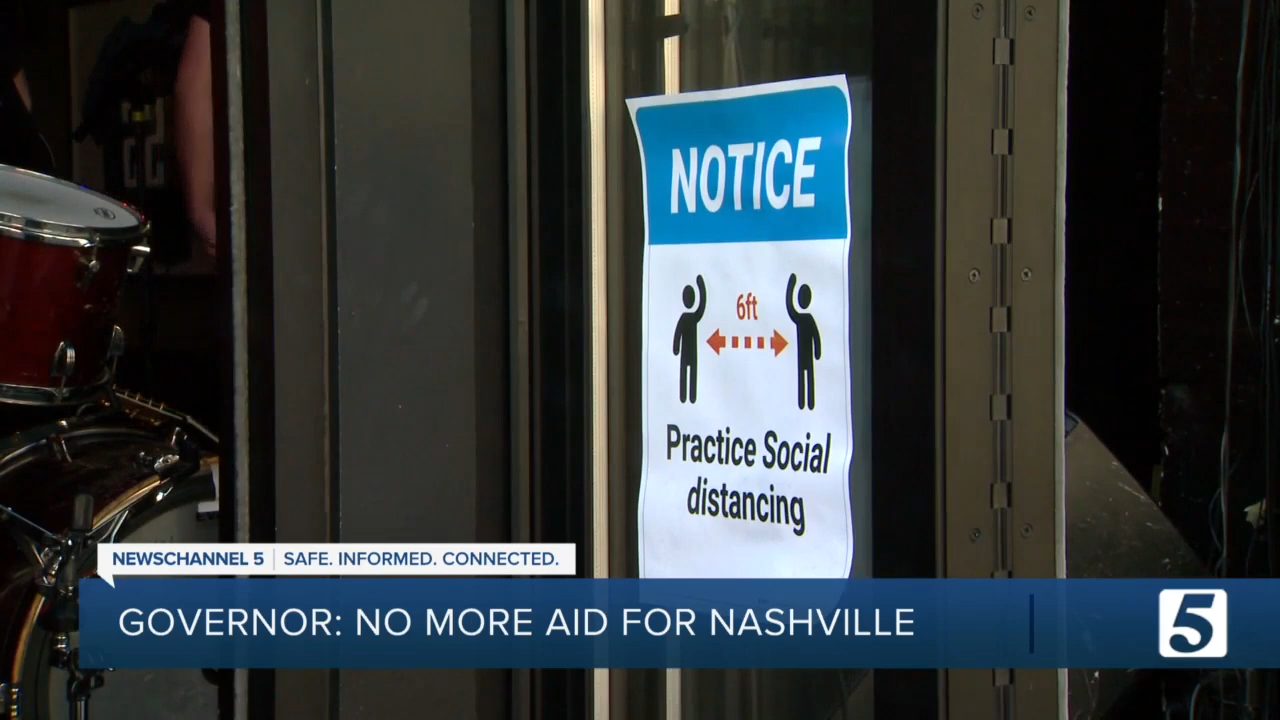 NOTICE
6ft
Practice Social
distancing
NEWSCHANNEL 5 | SAFE. INFORMED. CONNECTED.
GOVERNOR: NO MORE AID FOR NASHVILLE
5